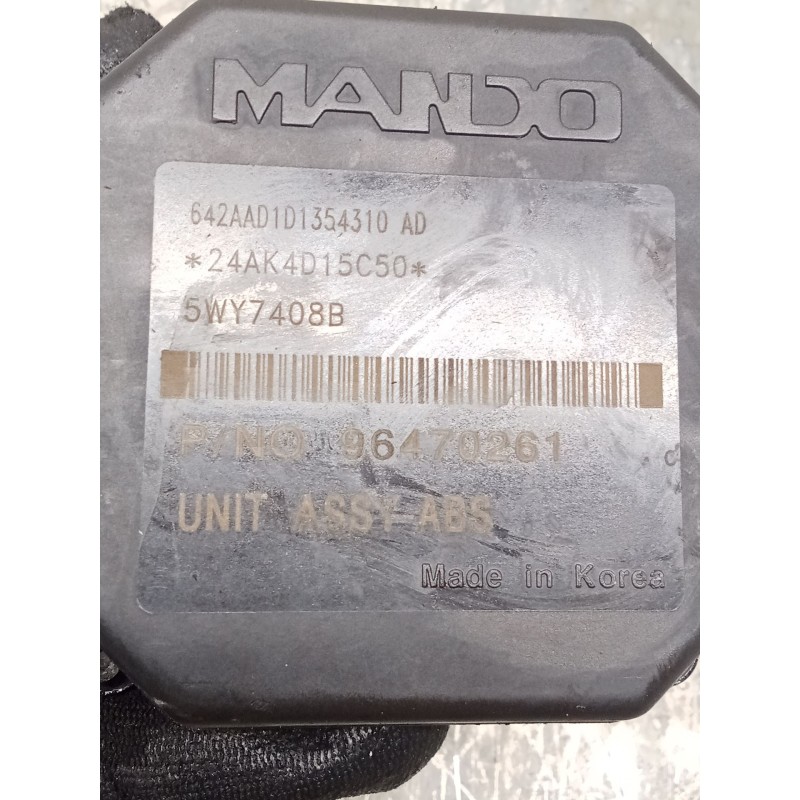 MANDO
642AAD1D1354310 AD
*24AK4D15C50*
5WY7408B
P/NO 96470261
UNIT ASSY-ABS
Made in Korea